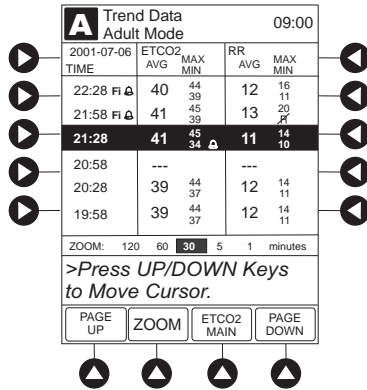 A Trend Data 09:00
Adult Mode
2001-07-06 ETCO2 RR
TIME AVG MAX MIN AVG MAX MIN
22:28 Fi 40 44 39 12 16 11
21:58 Fi 41 45 39 13 20
21:28 41 45 34 11 14 10
20:58 --- ---
20:28 39 44 37 12 14 11
19:58 39 44 37 12 14 11
ZOOM: 120 60 30 5 1 minutes
>Press UP/DOWN Keys
to Move Cursor.
PAGE UP ZOOM ETCO2 MAIN PAGE DOWN